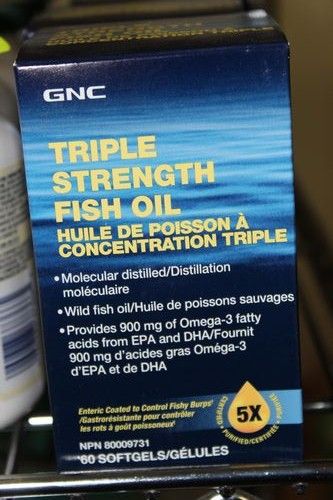 GNC
TRIPLE
STRENGTH
FISH OIL
HUILE DE POISSON À
CONCENTRATION TRIPLE
• Molecular distilled/Distillation
moléculaire
• Wild fish oil/Huile de poissons sauvages
• Provides 900 mg of Omega-3 fatty
acids from EPA and DHA/Fournit
900 mg d'acides gras Oméga-3
d'EPA et de DHA
Enteric Coated to Control Fishy Burps
/Gastrorésistante pour contrôler
les rots à goût poissoneux
5X
NPN 80009731
60 SOFTGELS/GÉLULES